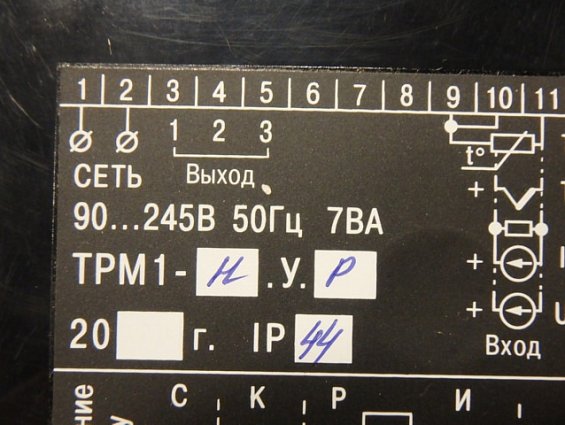 1 2 3 4 5 6 7 8 9 10 11
1 2 3
t°
СЕТЬ Выход
90...245В 50Гц 7ВА
ТРМ1-Н.У.Р
20 г. IP 44
Вход
С К Р И